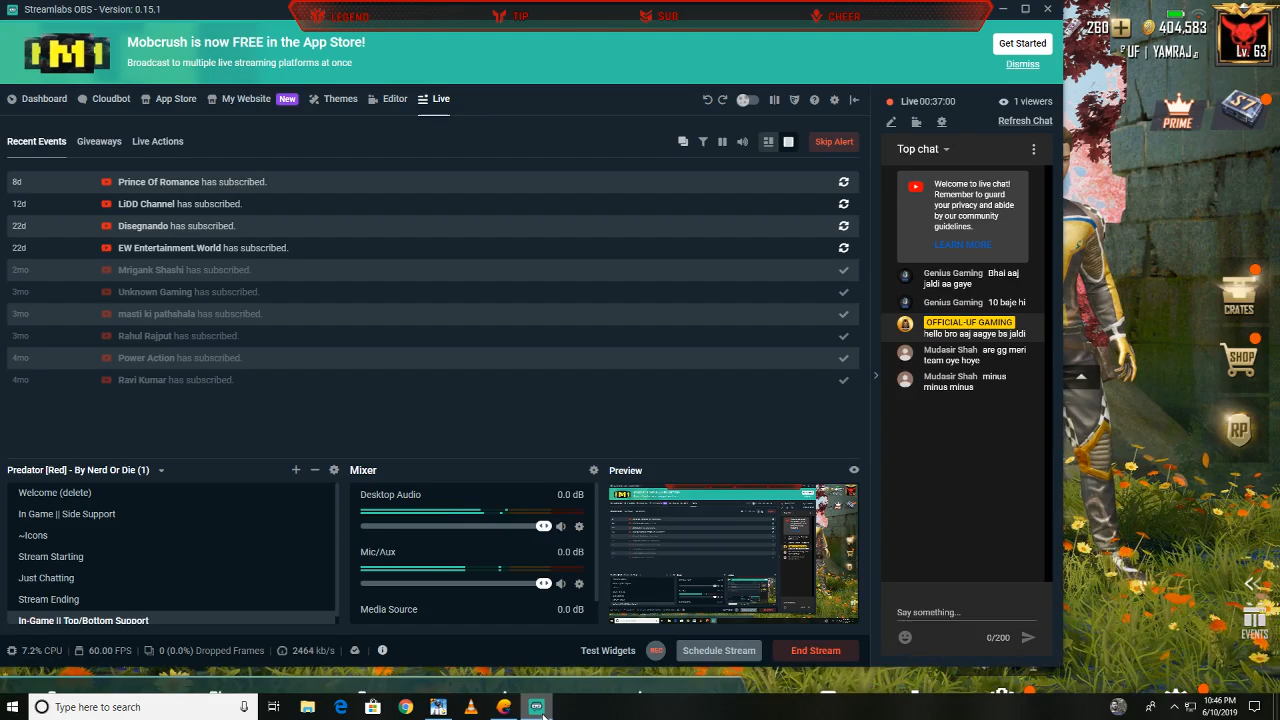 Streamlabs OBS - Version: 0.15.1
LEGEND TIP SUB CHEER
260 404,583
UF | YAMRAJ
Lv. 63
Mobcrush is now FREE in the App Store!
Broadcast to multiple live streaming platforms at once
Get Started
Dismiss
Dashboard Cloudbot App Store My Website New Themes Editor Live
Live 00:37:00 1 viewers
Refresh Chat
PRIME
S7
Recent Events Giveaways Live Actions Skip Alert
8d Prince Of Romance has subscribed.
12d LiDD Channel has subscribed.
22d Disegnando has subscribed.
22d EW Entertainment.World has subscribed.
2mo Mrigank Shashi has subscribed.
3mo Unknown Gaming has subscribed.
3mo masti ki pathshala has subscribed.
3mo Rahul Rajput has subscribed.
4mo Power Action has subscribed.
4mo Ravi Kumar has subscribed.
Top chat
Welcome to live chat!
Remember to guard
your privacy and abide
by our community
guidelines.
LEARN MORE
Genius Gaming Bhai aaj
jaldi aa gaye
Genius Gaming 10 baje hi
OFFICIAL-UF GAMING
hello bro aaj aagye bs jaldi
Mudasir Shah are gg meri
team oye hoye
Mudasir Shah minus
minus minus
Say something...
0/200
CRATES
SHOP
RP
EVENTS
Predator [Red] - By Nerd Or Die (1)
Welcome (delete)
In Game | Side Support
Icons
Stream Starting
Just Chatting
Stream Ending
Top/Bottom Support
Mixer
Desktop Audio 0.0 dB
Mic/Aux 0.0 dB
Media Source 0.0 dB
Preview
7.2% CPU 60.00 FPS 0 (0.0%) Dropped Frames 2464 kb/s
Test Widgets REC Schedule Stream End Stream
Type here to search
10:46 PM
6/10/2019